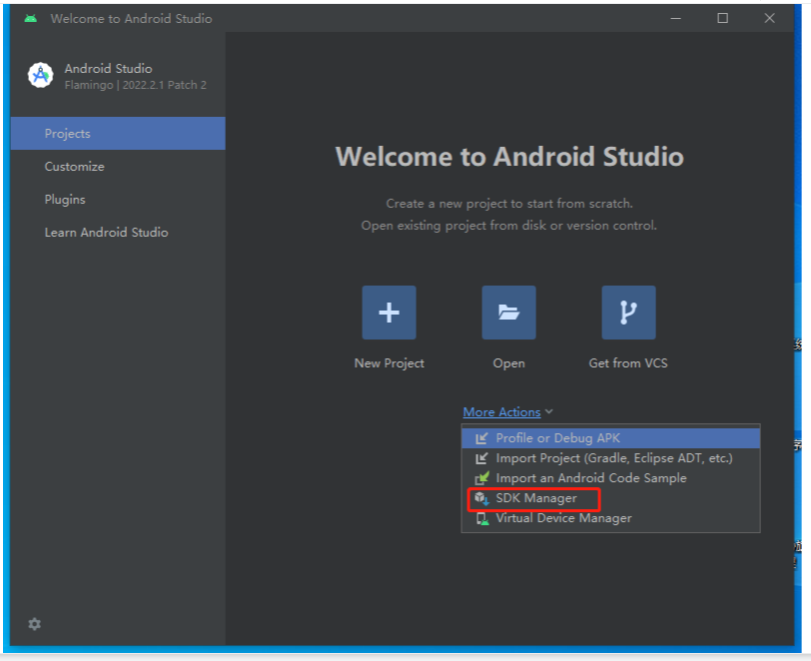 Welcome to Android Studio
Android Studio
Flamingo | 2022.2.1 Patch 2
Projects
Customize
Plugins
Learn Android Studio
Welcome to Android Studio
Create a new project to start from scratch.
Open existing project from disk or version control.
New Project
Open
Get from VCS
More Actions
Profile or Debug APK
Import Project (Gradle, Eclipse ADT, etc.)
Import an Android Code Sample
SDK Manager
Virtual Device Manager